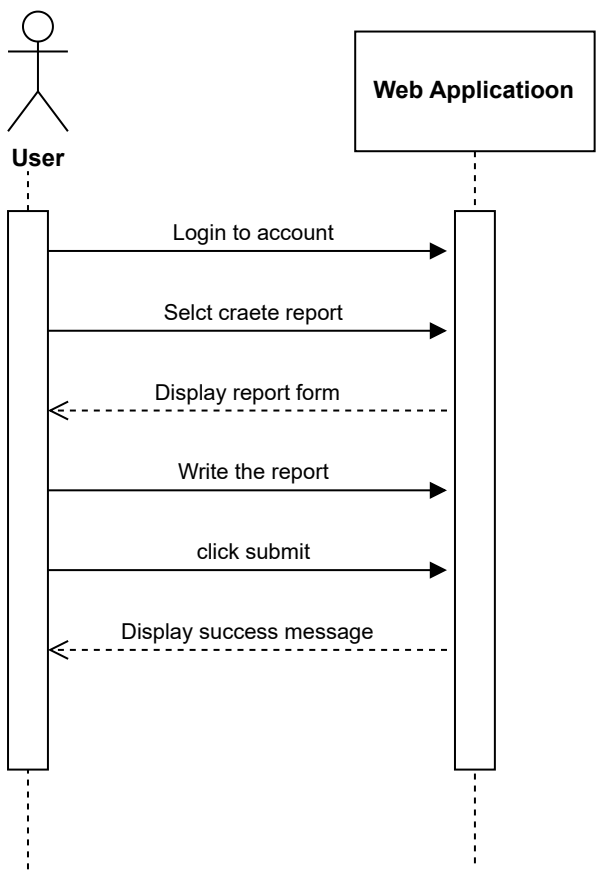 User
Web Applicatioon
Login to account
Selct craete report
Display report form
Write the report
click submit
Display success message